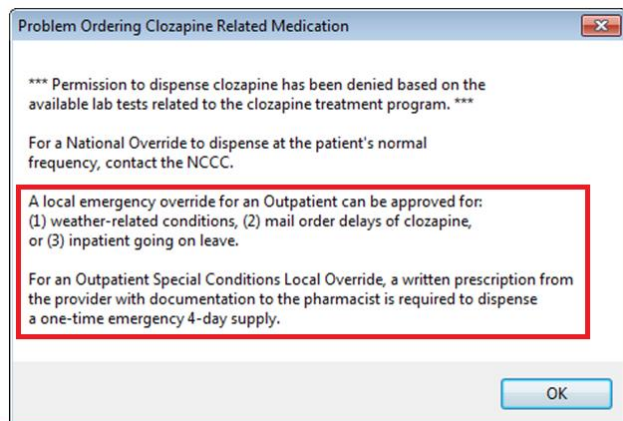 Problem Ordering Clozapine Related Medication
*** Permission to dispense clozapine has been denied based on the
available lab tests related to the clozapine treatment program. ***
For a National Override to dispense at the patient's normal
frequency, contact the NCCC.
A local emergency override for an Outpatient can be approved for:
(1) weather-related conditions, (2) mail order delays of clozapine,
or (3) inpatient going on leave.
For an Outpatient Special Conditions Local Override, a written prescription from
the provider with documentation to the pharmacist is required to dispense
a one-time emergency 4-day supply.
OK